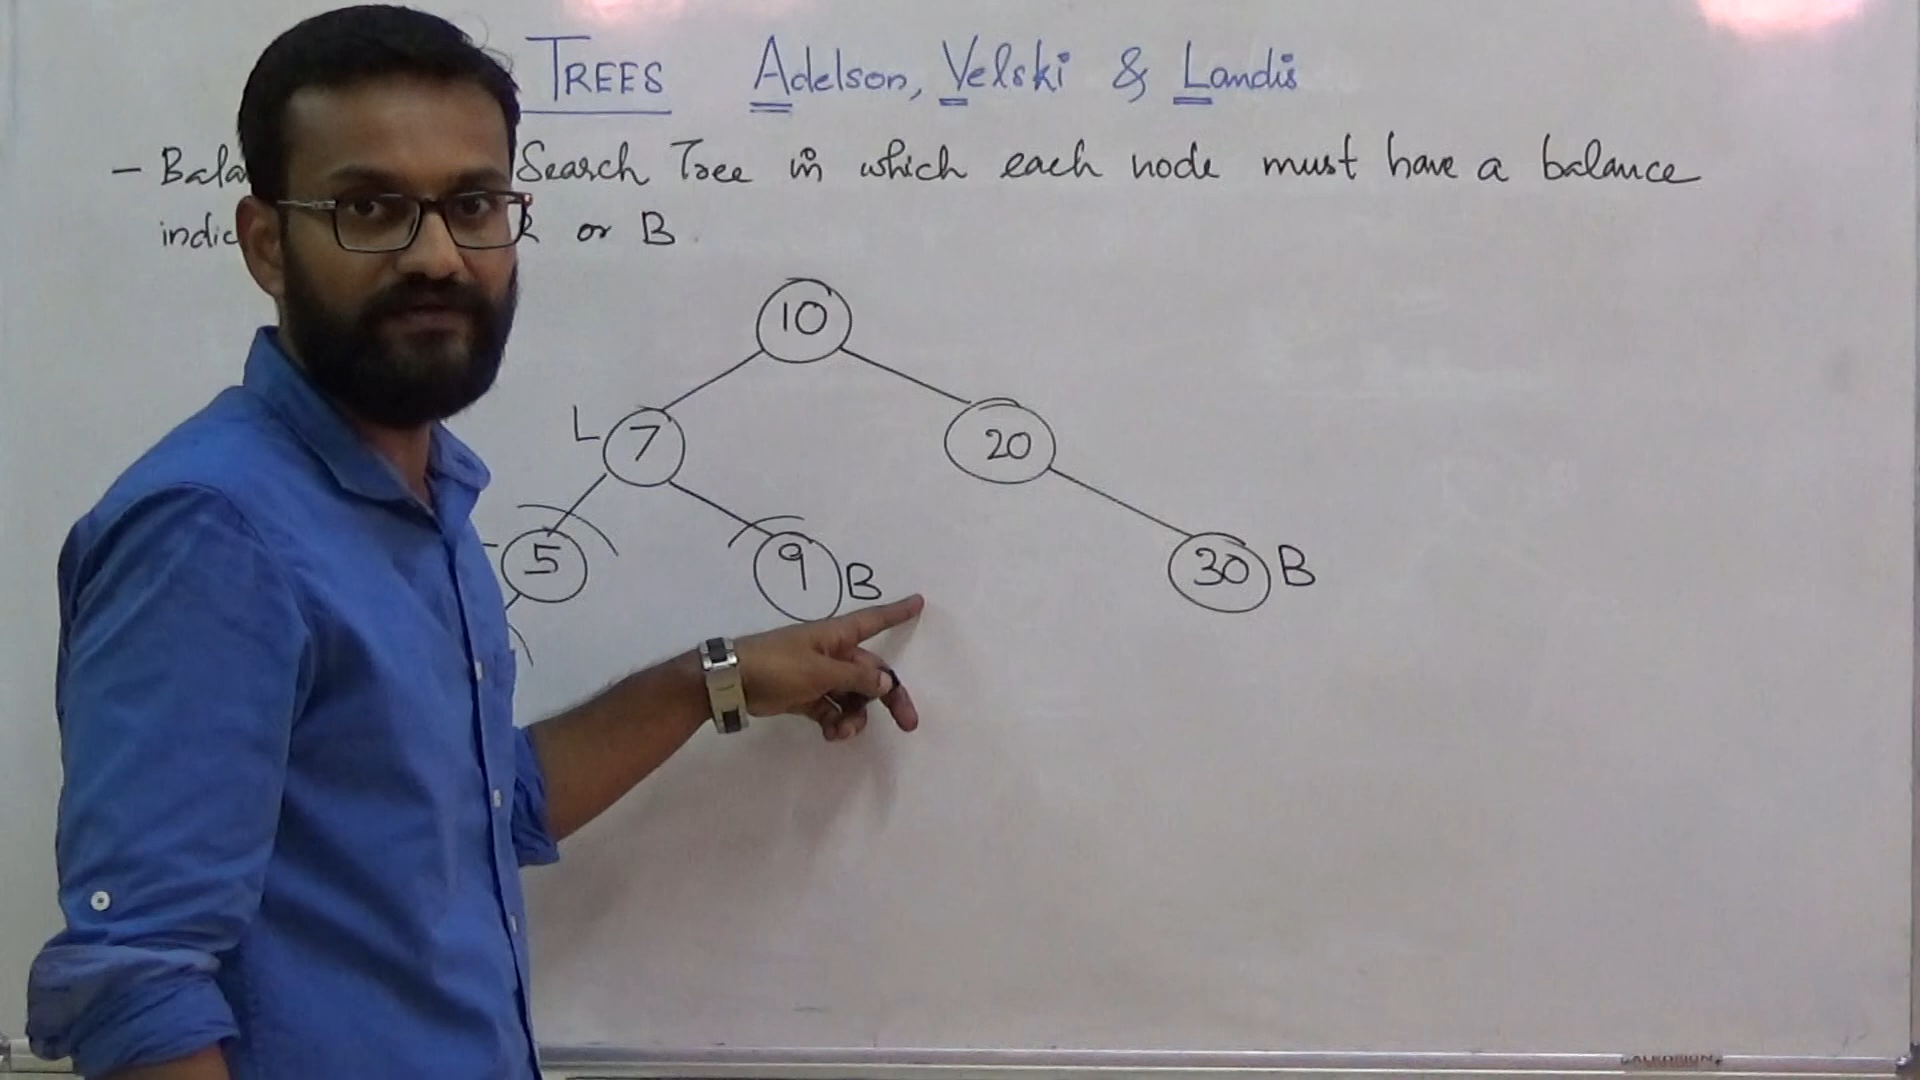 TREES Adelson, Velski & Landis
- Bala Search Tree in which each node must have a balance
indic R or B.
10
L 7 20
5 9 B 30 B